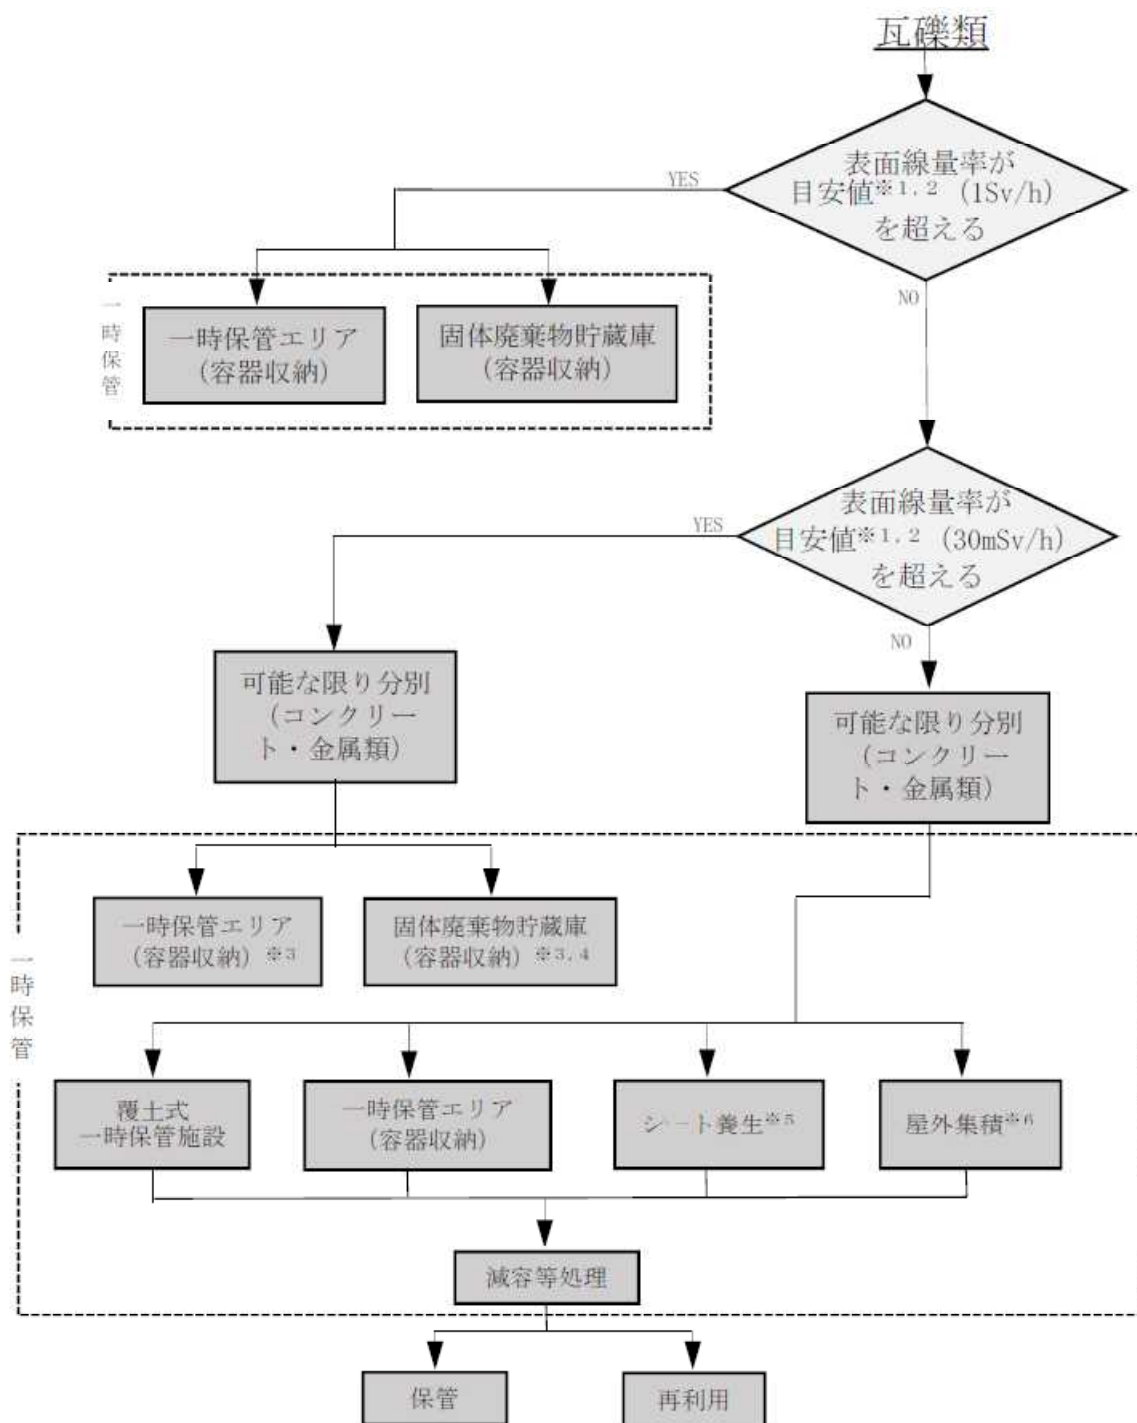 瓦礫類
表面線量率が
目安値※1,2（1Sv/h）
を超える
YES
NO
一時保管
一時保管エリア
（容器収納）
固体廃棄物貯蔵庫
（容器収納）
表面線量率が
目安値※1,2（30mSv/h）
を超える
YES
NO
可能な限り分別
（コンクリー
ト・金属類）
可能な限り分別
（コンクリー
ト・金属類）
一時保管
一時保管エリア
（容器収納）※3
固体廃棄物貯蔵庫
（容器収納）※3,4
覆土式
一時保管施設
一時保管エリア
（容器収納）
シート養生※5
屋外集積※6
減容等処理
保管
再利用